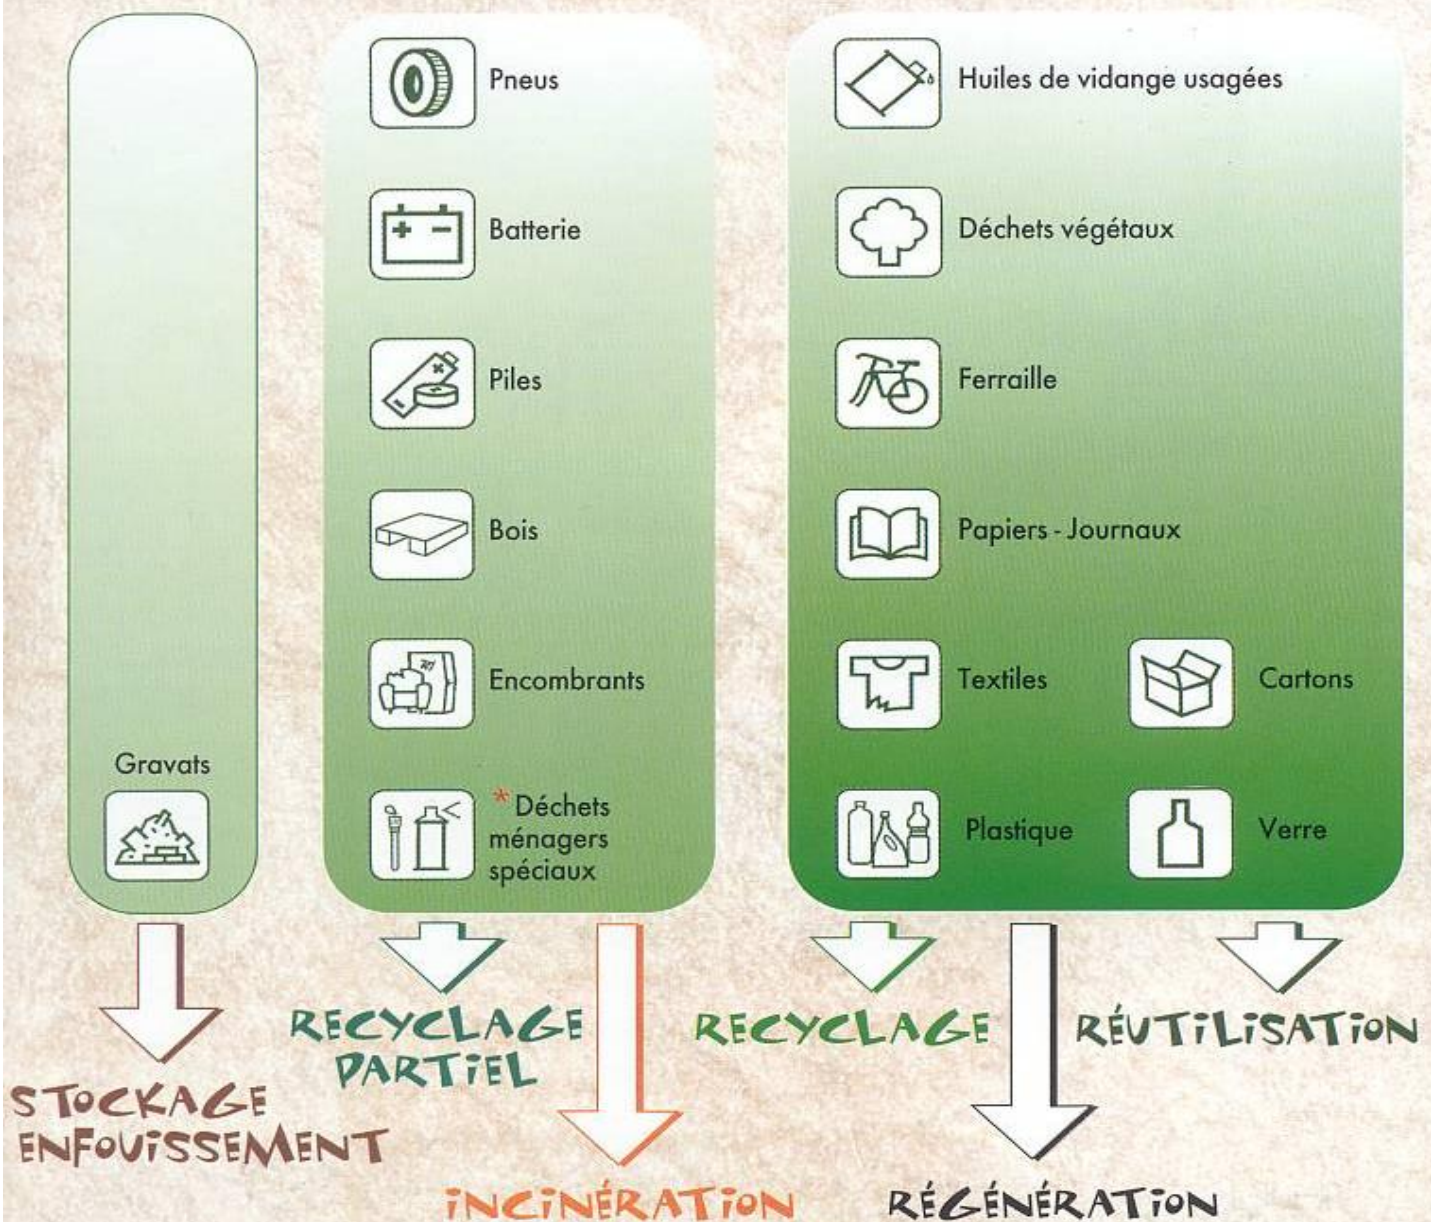 Gravats
Pneus
Batterie
Piles
Bois
Encombrants
* Déchets
ménagers
spéciaux
Huiles de vidange usagées
Déchets végétaux
Ferraille
Papiers - Journaux
Textiles
Cartons
Plastique
Verre
STOCKAGE
ENFOUiSSEMENT
RECYCLAGE
PARTiEL
iNCiNÉRATiON
RECYCLAGE
RÉGÉNÉRATiON
RÉUTiLiSATiON